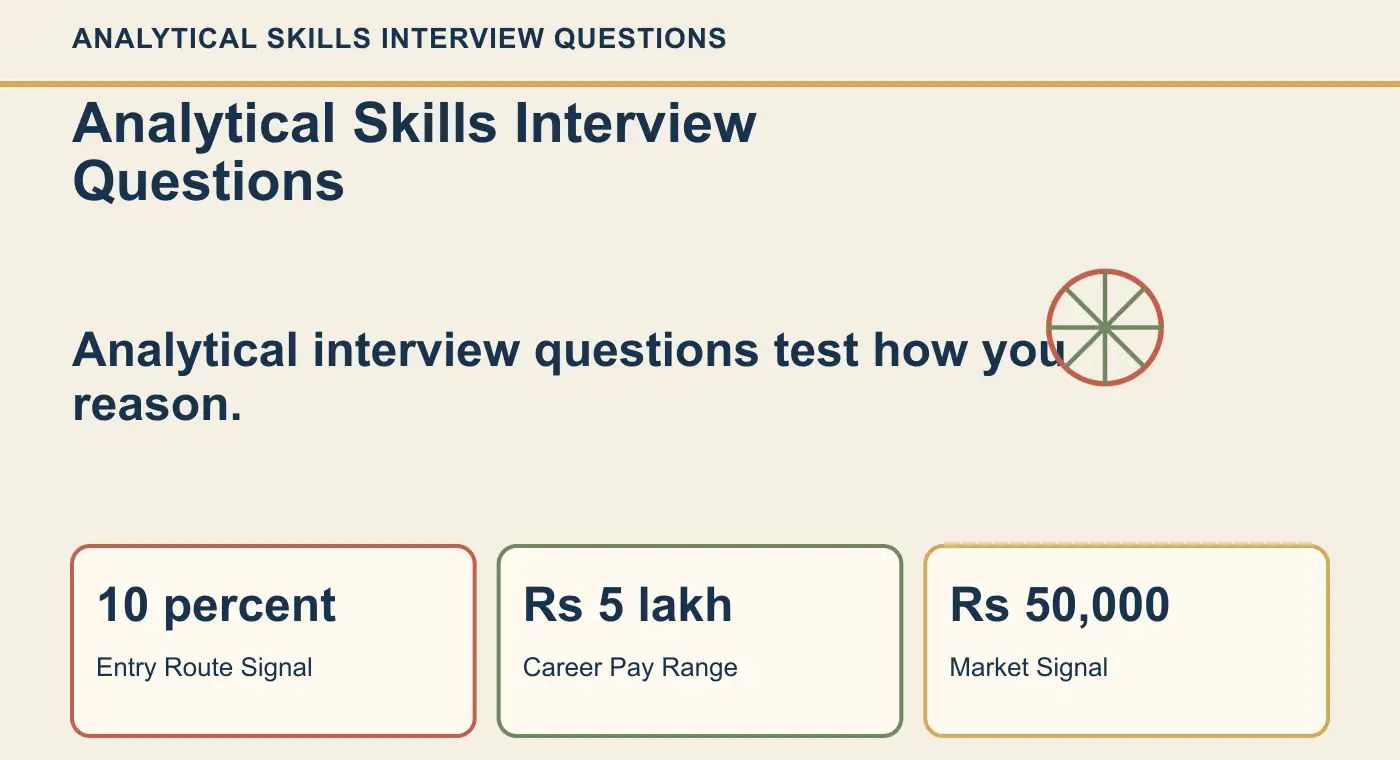 ANALYTICAL SKILLS INTERVIEW QUESTIONS
Analytical Skills Interview
Questions
Analytical interview questions test how you
reason.
10 percent
Entry Route Signal
Rs 5 lakh
Career Pay Range
Rs 50,000
Market Signal